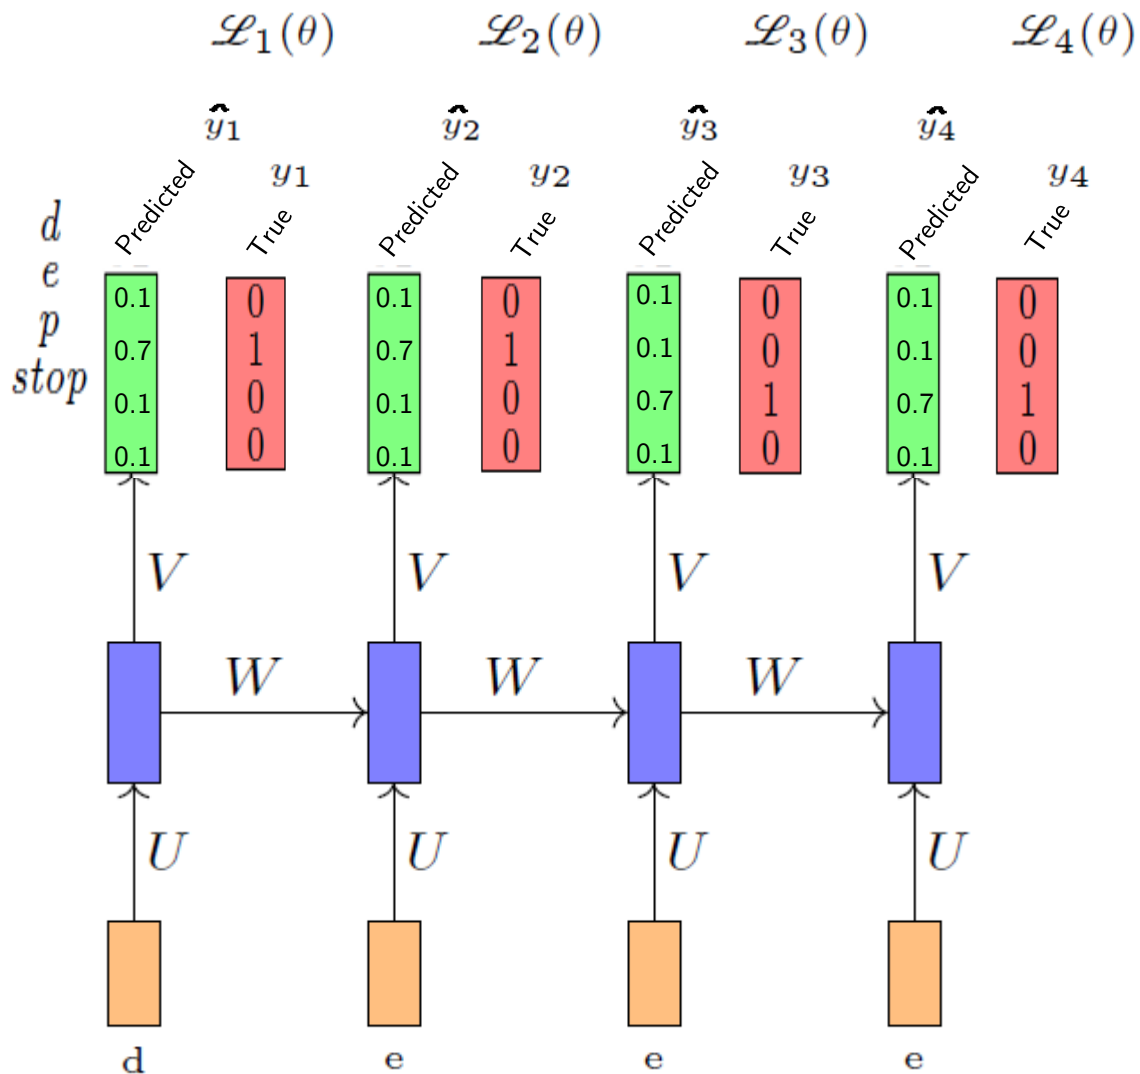 ℒ1(θ) ℒ2(θ) ℒ3(θ) ℒ4(θ)
ŷ1 ŷ2 ŷ3 ŷ4
y1 y2 y3 y4
Predicted True Predicted True Predicted True Predicted True
d
e
p
stop
0.1 0 0.1 0 0.1 0 0.1 0
0.7 1 0.7 1 0.1 0 0.1 0
0.1 0 0.1 0 0.7 1 0.7 1
0.1 0 0.1 0 0.1 0 0.1 0
V V V V
W W W
U U U U
d e e e